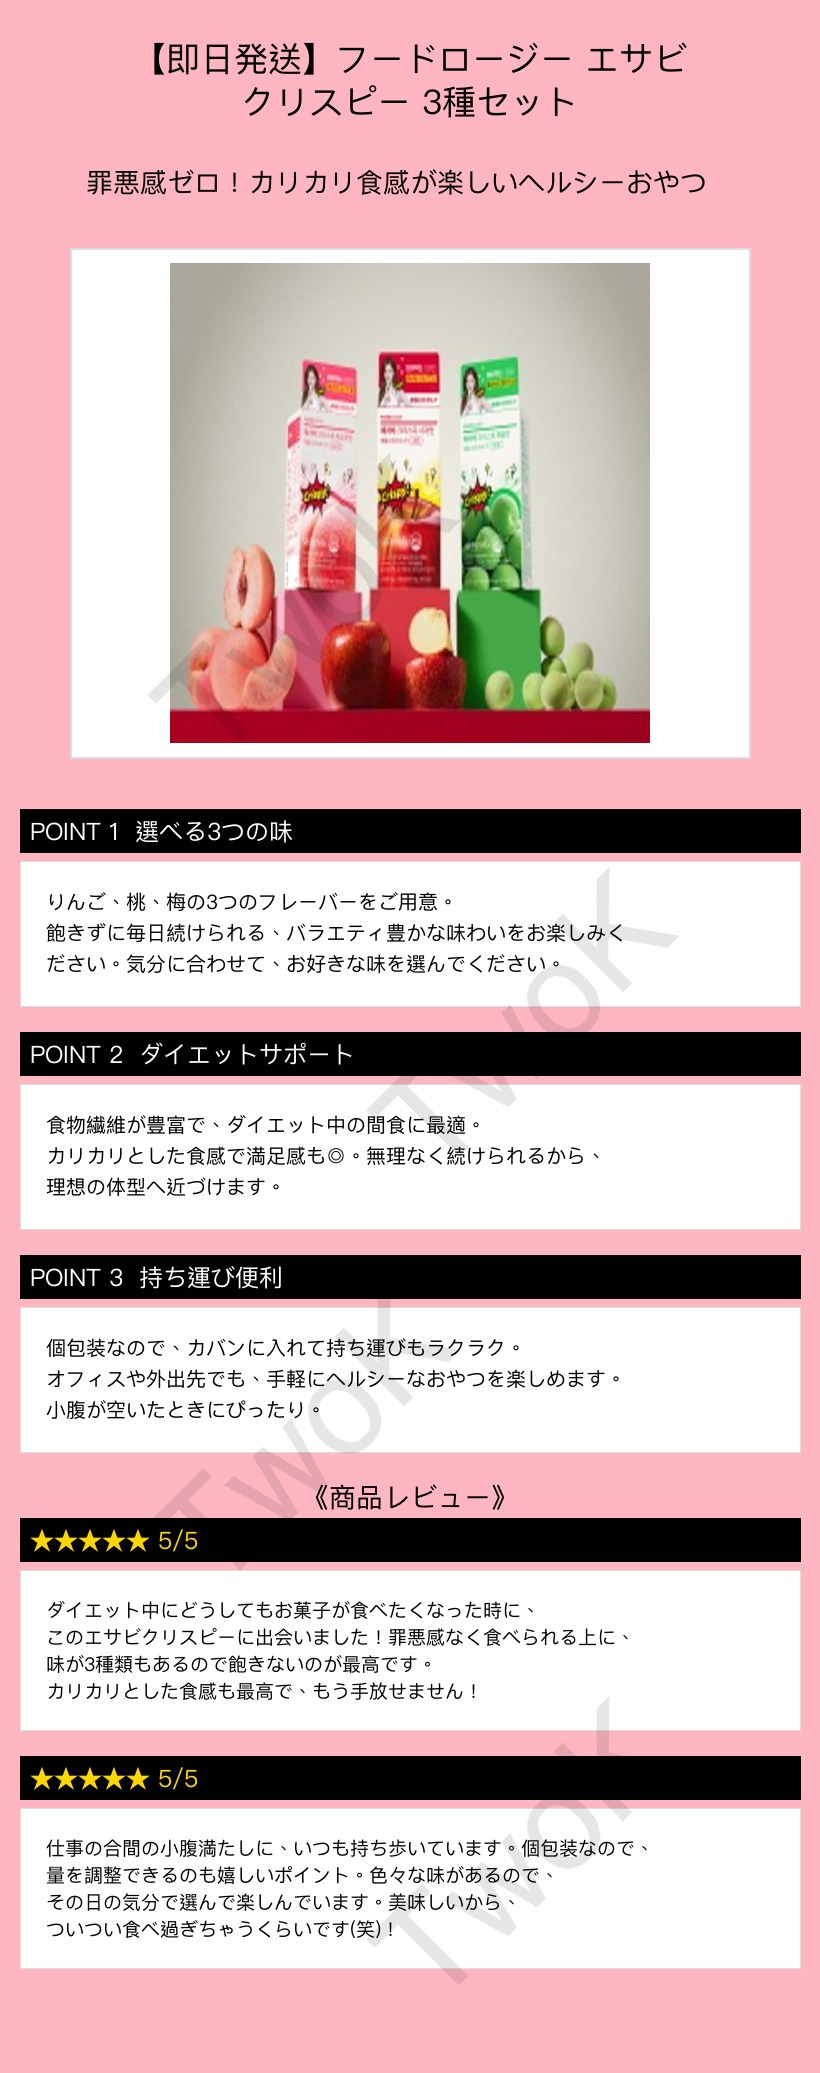 【即日発送】フードロージー エサビ
クリスピー 3種セット
罪悪感ゼロ！カリカリ食感が楽しいヘルシーおやつ
Crispy!
Crispy!
Crispy!
TwoK
POINT 1 選べる3つの味
りんご、桃、梅の3つのフレーバーをご用意。
飽きずに毎日続けられる、バラエティ豊かな味わいをお楽しみく
ださい。気分に合わせて、お好きな味を選んでください。
TwoK
POINT 2 ダイエットサポート
食物繊維が豊富で、ダイエット中の間食に最適。
カリカリとした食感で満足感も◎。無理なく続けられるから、
理想の体型へ近づけます。
POINT 3 持ち運び便利
個包装なので、カバンに入れて持ち運びもラクラク。
オフィスや外出先でも、手軽にヘルシーなおやつを楽しめます。
小腹が空いたときにぴったり。
TwoK
《商品レビュー》
★★★★★ 5/5
ダイエット中にどうしてもお菓子が食べたくなった時に、
このエサビクリスピーに出会いました！罪悪感なく食べられる上に、
味が3種類もあるので飽きないのが最高です。
カリカリとした食感も最高で、もう手放せません！
★★★★★ 5/5
仕事の合間の小腹満たしに、いつも持ち歩いています。個包装なので、
量を調整できるのも嬉しいポイント。色々な味があるので、
その日の気分で選んで楽しんでいます。美味しいから、
ついつい食べ過ぎちゃうくらいです(笑)！
TwoK